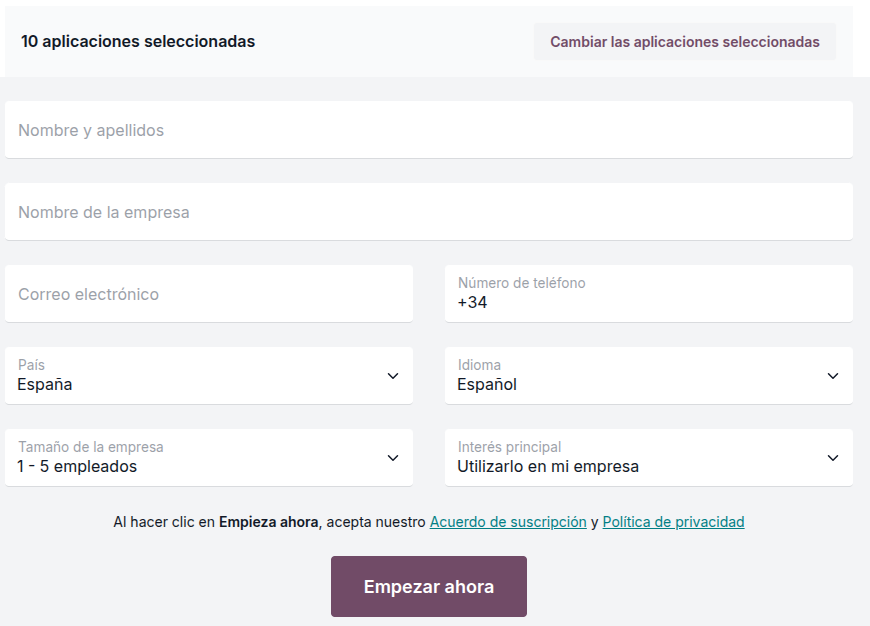 10 aplicaciones seleccionadas
Cambiar las aplicaciones seleccionadas
Nombre y apellidos
Nombre de la empresa
Correo electrónico
Número de teléfono
+34
País
España
Idioma
Español
Tamaño de la empresa
1 - 5 empleados
Interés principal
Utilizarlo en mi empresa
Al hacer clic en Empieza ahora, acepta nuestro Acuerdo de suscripción y Política de privacidad
Empezar ahora